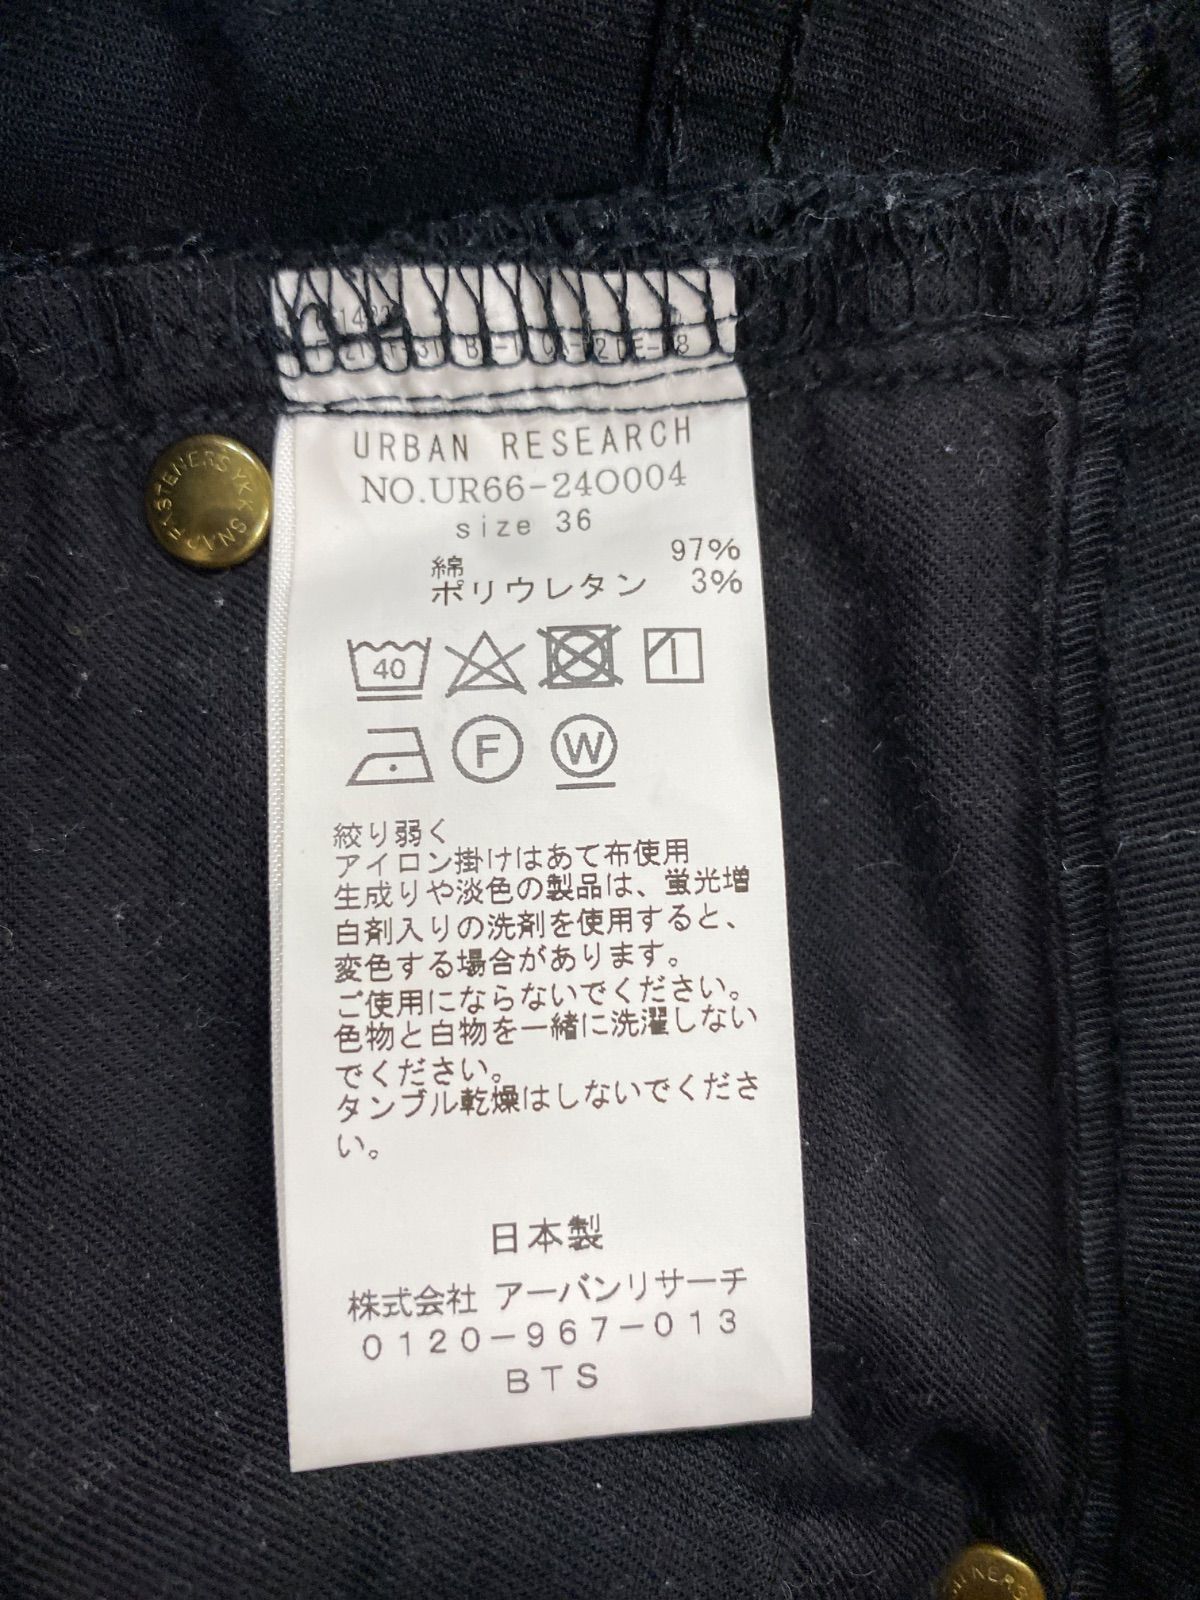 URBAN RESEARCH
NO.UR66-24O004
size 36
綿 97%
ポリウレタン 3%
40
F W
絞り弱く
アイロン掛けはあて布使用
生成りや淡色の製品は、蛍光増
白剤入りの洗剤を使用すると、
変色する場合があります。
ご使用にならないでください。
色物と白物を一緒に洗濯しない
でください。
タンブル乾燥はしないでくださ
い。
日本製
株式会社 アーバンリサーチ
0120-967-013
BTS
YKK SNAP FASTENERS